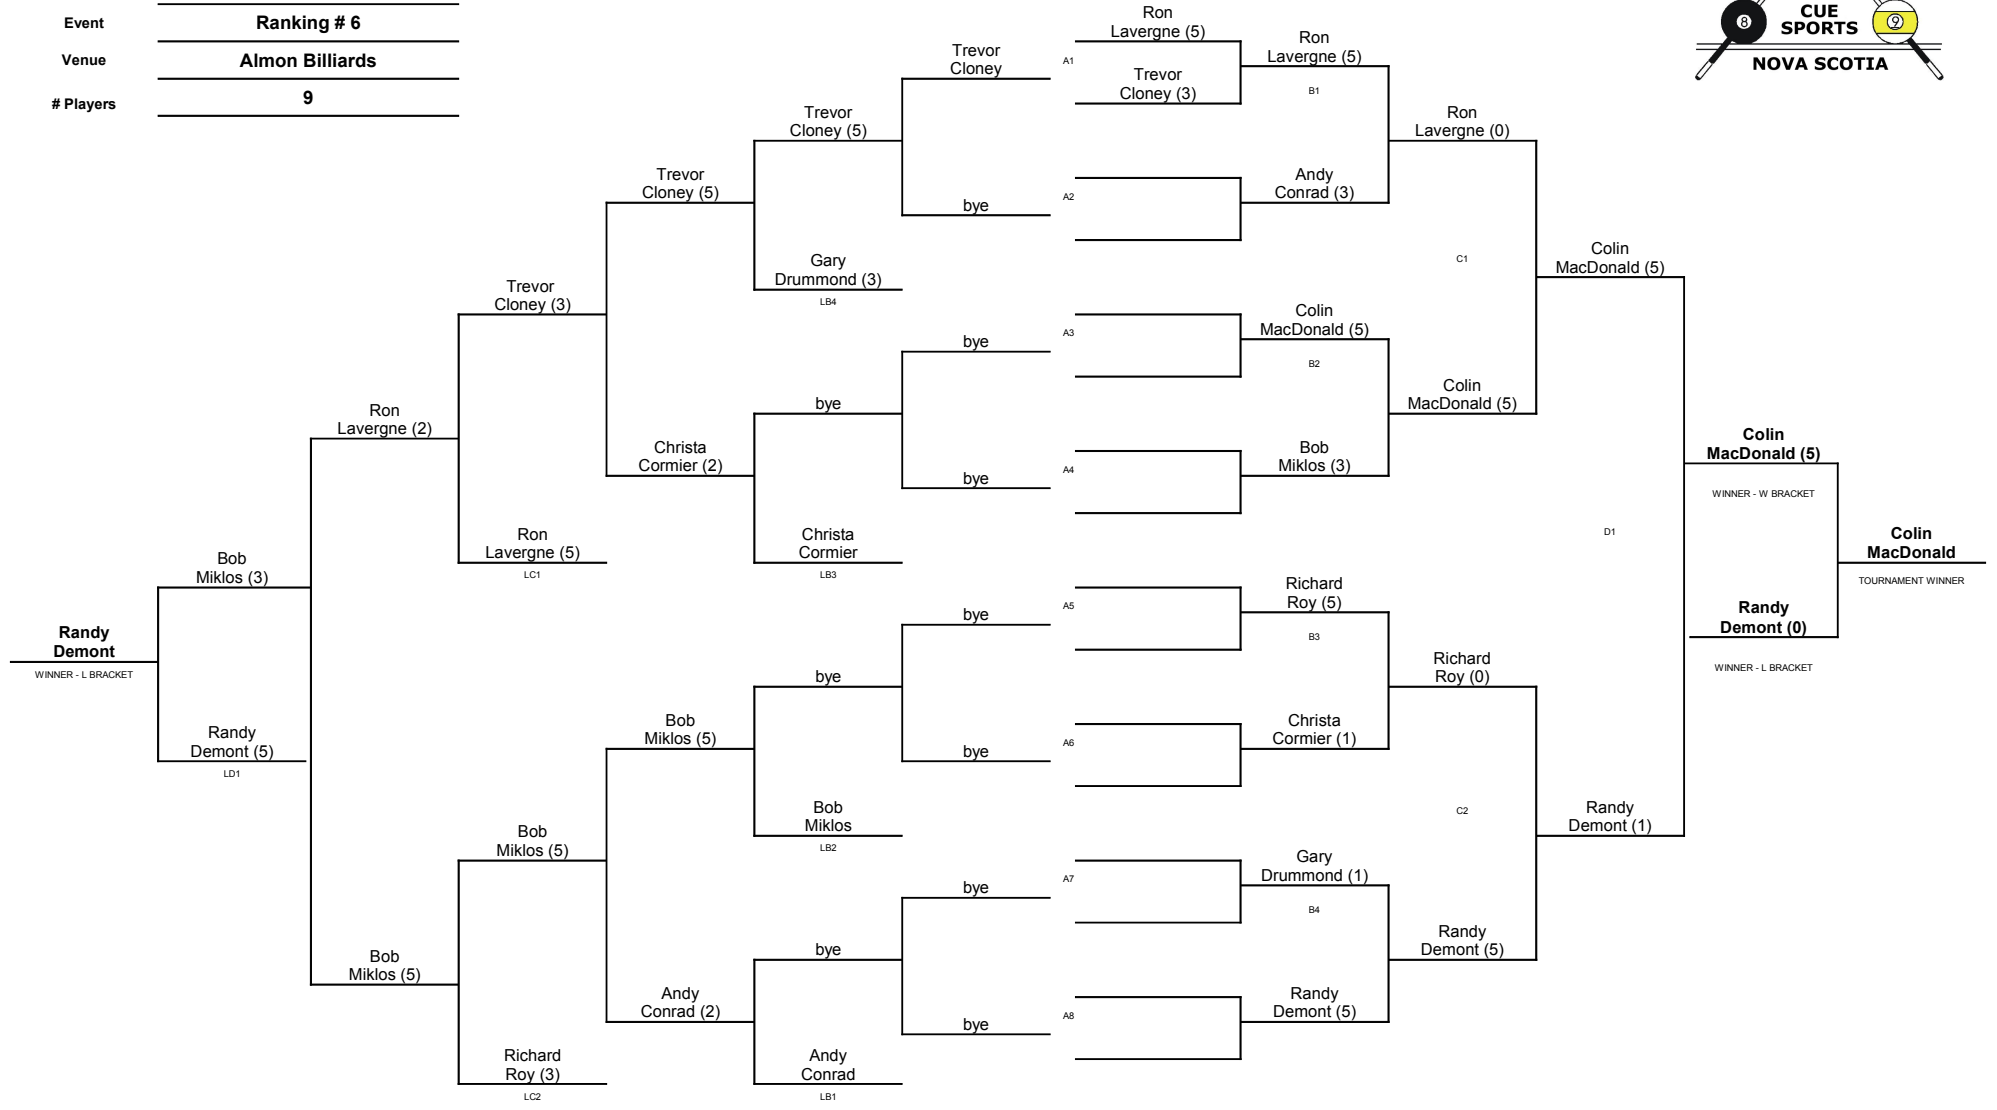 Event
Ranking # 6
Venue
Almon Billiards
# Players
9
8
CUE
SPORTS
9
NOVA SCOTIA
Randy
Demont
WINNER - L BRACKET
Bob
Miklos (3)
Randy
Demont (5)
LD1
Ron
Lavergne (2)
Bob
Miklos (5)
Trevor
Cloney (3)
Ron
Lavergne (5)
LC1
Bob
Miklos (5)
Richard
Roy (3)
LC2
Trevor
Cloney (5)
Christa
Cormier (2)
Bob
Miklos (5)
Andy
Conrad (2)
Trevor
Cloney (5)
Gary
Drummond (3)
LB4
bye
Christa
Cormier
LB3
bye
Bob
Miklos
LB2
bye
Andy
Conrad
LB1
Trevor
Cloney
bye
bye
bye
bye
bye
bye
bye
A1
A2
A3
A4
A5
A6
A7
A8
Ron
Lavergne (5)
Trevor
Cloney (3)
Ron
Lavergne (5)
B1
Andy
Conrad (3)
Colin
MacDonald (5)
B2
Bob
Miklos (3)
Richard
Roy (5)
B3
Christa
Cormier (1)
Gary
Drummond (1)
B4
Randy
Demont (5)
Ron
Lavergne (0)
C1
Colin
MacDonald (5)
Richard
Roy (0)
C2
Randy
Demont (5)
Colin
MacDonald (5)
D1
Randy
Demont (1)
Colin
MacDonald (5)
WINNER - W BRACKET
Randy
Demont (0)
WINNER - L BRACKET
Colin
MacDonald
TOURNAMENT WINNER